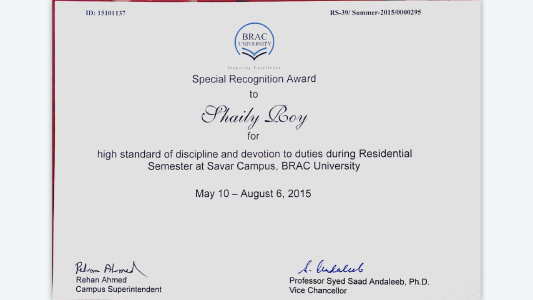 ID: 15101137
RS-39/ Summer-2015/0000295
BRAC
UNIVERSITY
Inspiring Excellence
Special Recognition Award
to
Shaily Roy
for
high standard of discipline and devotion to duties during Residential
Semester at Savar Campus, BRAC University
May 10 – August 6, 2015
Rehan Ahmed
S. Andaleeb
Rehan Ahmed
Campus Superintendent
Professor Syed Saad Andaleeb, Ph.D.
Vice Chancellor